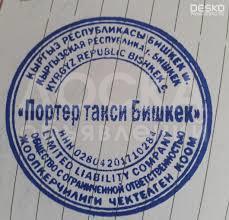 КЫРГЫЗ РЕСПУБЛИКАСЫ БИШКЕК ш.
КЫРГЫЗСКАЯ РЕСПУБЛИКА г. БИШКЕК
KYRGYZ REPUBLIC BISHKEK c.
«Портер такси Бишкек»
LIMITED LIABILITY COMPANY
ОБЩЕСТВО С ОГРАНИЧЕННОЙ ОТВЕТСТВЕННОСТЬЮ
ЖООПКЕРЧИЛИГИ ЧЕКТЕЛГЕН КООМ
DESKO